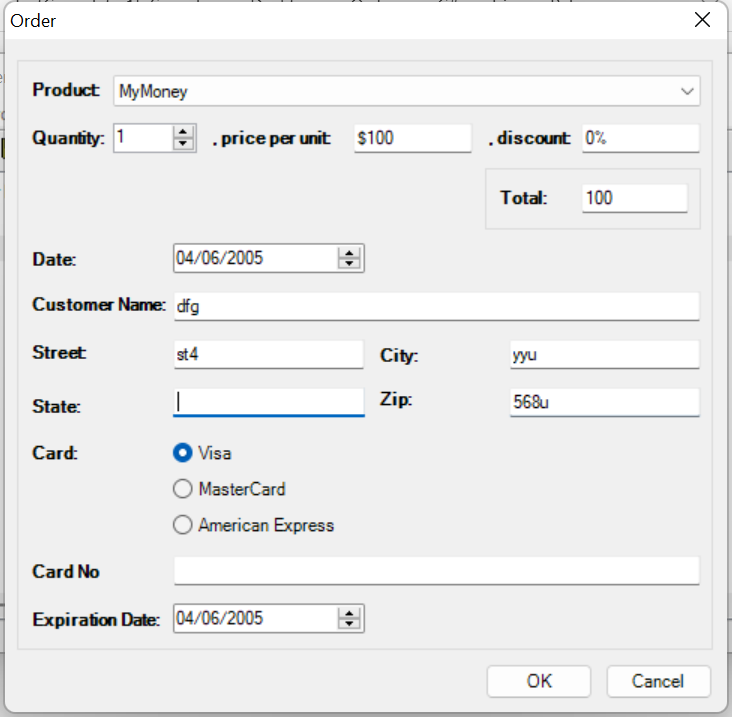 Order
Product: MyMoney
Quantity: 1 , price per unit: $100 , discount: 0%
Total: 100
Date: 04/06/2005
Customer Name: dfg
Street: st4 City: yyu
State: Zip: 568u
Card: Visa
MasterCard
American Express
Card No
Expiration Date: 04/06/2005
OK Cancel